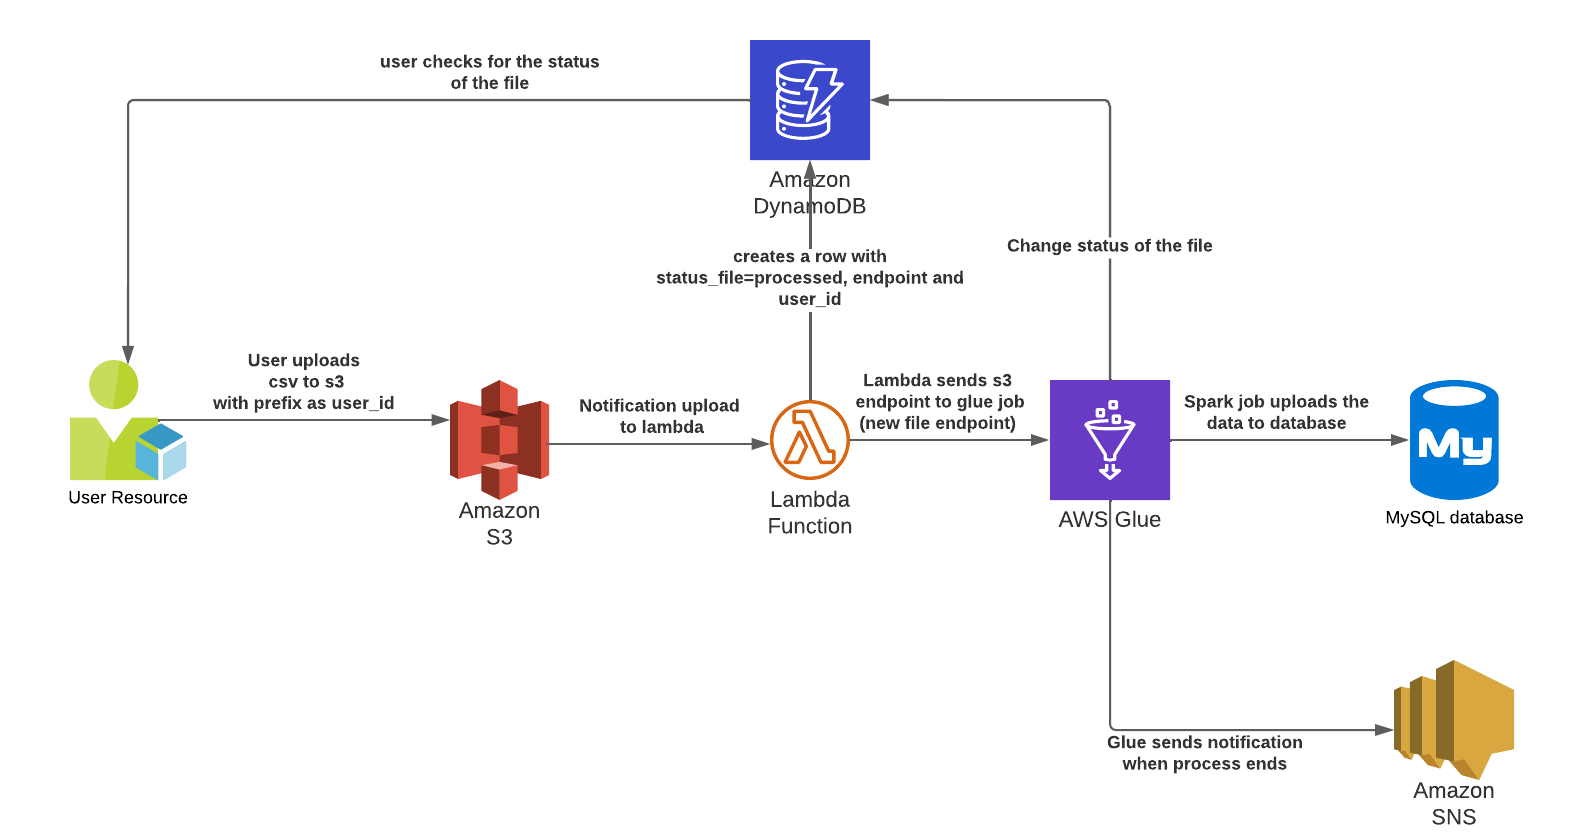 user checks for the status
of the file
Amazon
DynamoDB
creates a row with
status_file=processed, endpoint and
user_id
Change status of the file
User uploads
csv to s3
with prefix as user_id
Notification upload
to lambda
Lambda sends s3
endpoint to glue job
(new file endpoint)
Spark job uploads the
data to database
My
User Resource
Amazon
S3
Lambda
Function
AWS Glue
MySQL database
Glue sends notification
when process ends
Amazon
SNS